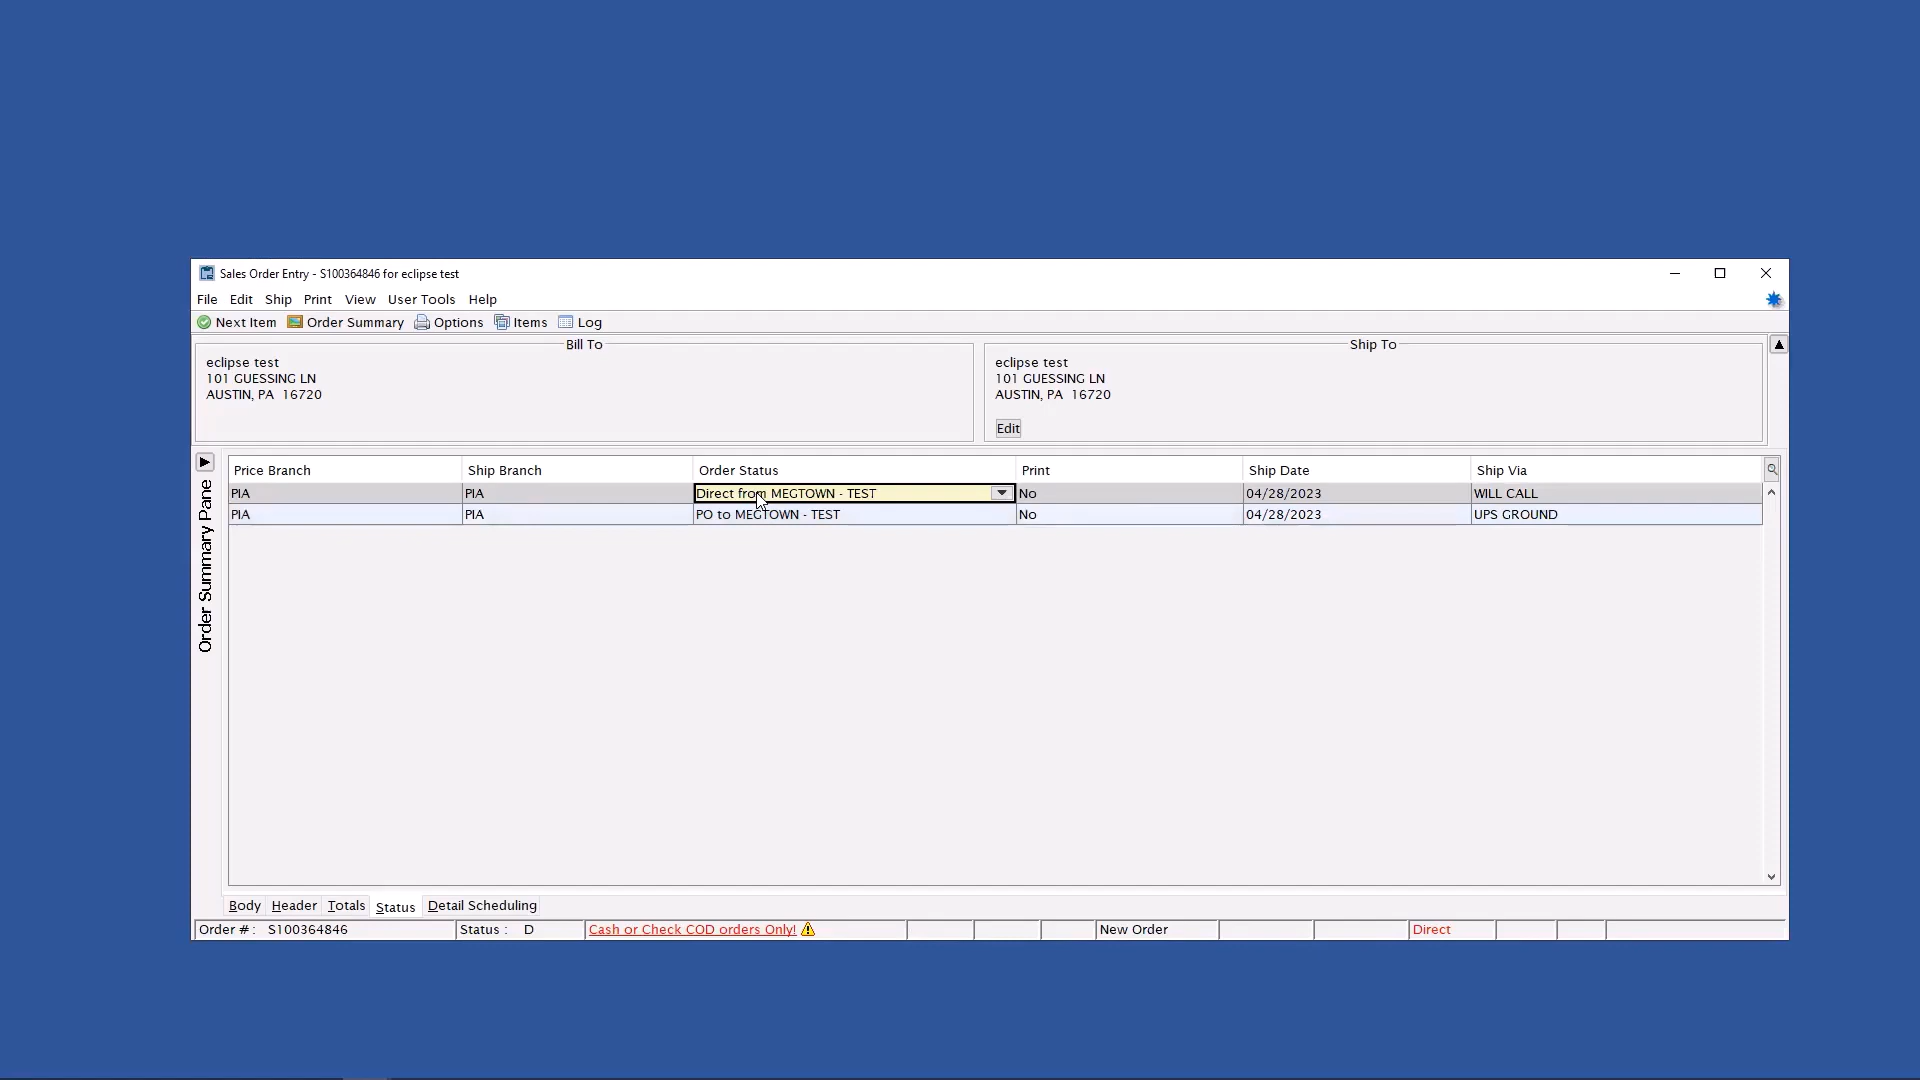 Sales Order Entry - S100364846 for eclipse test
File Edit Ship Print View User Tools Help
Next Item Order Summary Options Items Log
Bill To
eclipse test
101 GUESSING LN
AUSTIN, PA  16720
Ship To
eclipse test
101 GUESSING LN
AUSTIN, PA  16720
Edit
Order Summary Pane
Price Branch Ship Branch Order Status Print Ship Date Ship Via
PIA PIA Direct from MEGTOWN - TEST No 04/28/2023 WILL CALL
PIA PIA PO to MEGTOWN - TEST No 04/28/2023 UPS GROUND
Body Header Totals Status Detail Scheduling
Order # : S100364846 Status : D Cash or Check COD orders Only! New Order Direct